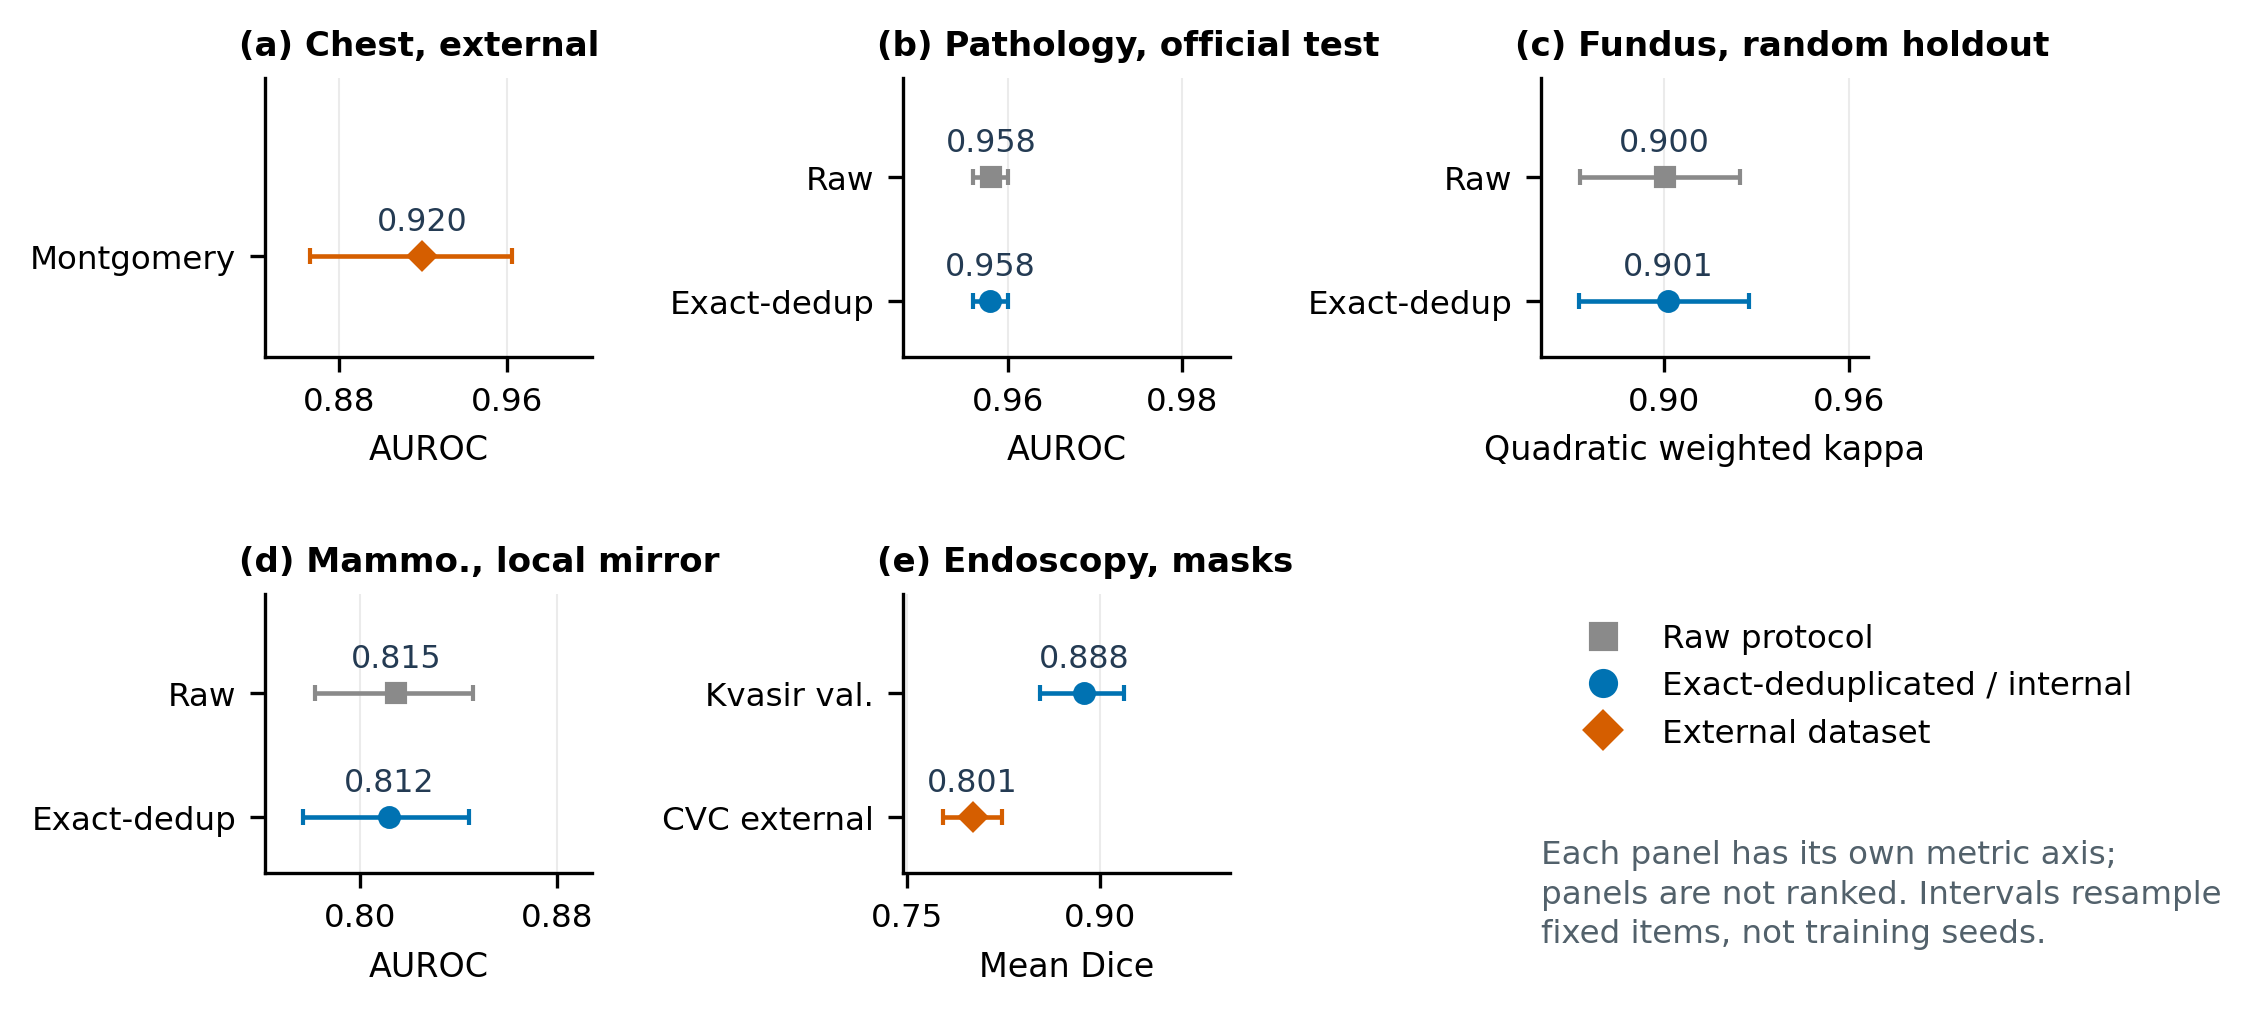 (a) Chest, external
0.920
Montgomery
0.88 0.96
AUROC
(b) Pathology, official test
0.958
Raw
0.958
Exact-dedup
0.96 0.98
AUROC
(c) Fundus, random holdout
0.900
Raw
0.901
Exact-dedup
0.90 0.96
Quadratic weighted kappa
(d) Mammo., local mirror
0.815
Raw
0.812
Exact-dedup
0.80 0.88
AUROC
(e) Endoscopy, masks
0.888
Kvasir val.
0.801
CVC external
0.75 0.90
Mean Dice
Raw protocol
Exact-deduplicated / internal
External dataset
Each panel has its own metric axis;
panels are not ranked. Intervals resample
fixed items, not training seeds.